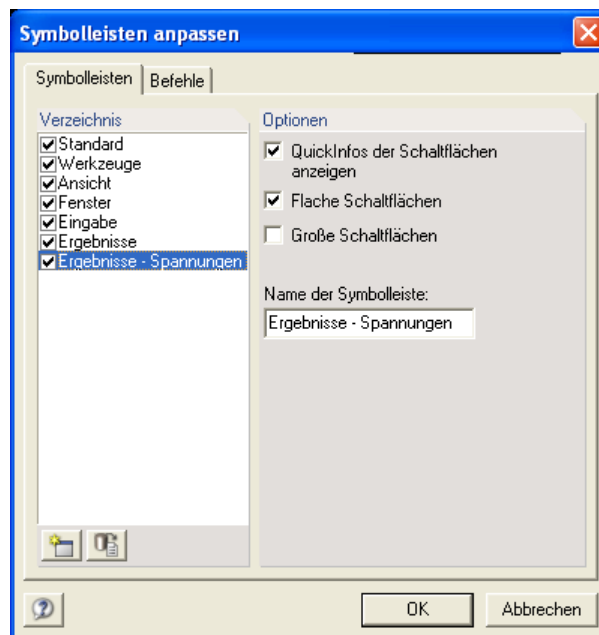 Symbolleisten anpassen
Symbolleisten
Befehle
Verzeichnis
Standard
Werkzeuge
Ansicht
Fenster
Eingabe
Ergebnisse
Ergebnisse - Spannungen
Optionen
QuickInfos der Schaltflächen
anzeigen
Flache Schaltflächen
Große Schaltflächen
Name der Symbolleiste:
Ergebnisse - Spannungen
OK
Abbrechen